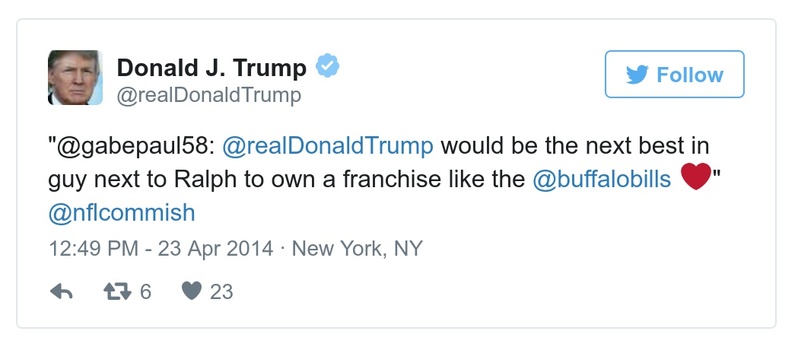 Donald J. Trump
Follow
@realDonaldTrump
"@gabepaul58: @realDonaldTrump would be the next best in
guy next to Ralph to own a franchise like the @buffalobills ❤"
@nflcommish
12:49 PM - 23 Apr 2014 · New York, NY
6 23